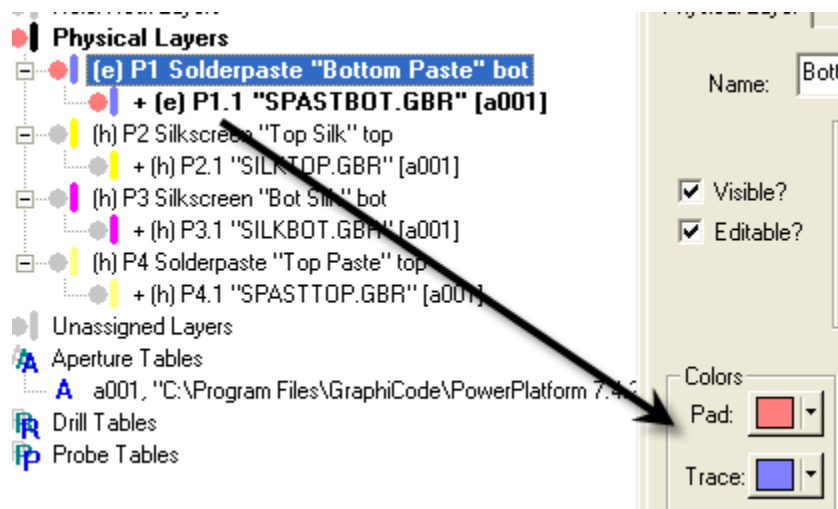 Physical Layers
(e) P1 Solderpaste "Bottom Paste" bot
+ (e) P1.1 "SPASTBOT.GBR" [a001]
(h) P2 Silkscreen "Top Silk" top
+ (h) P2.1 "SILKTOP.GBR" [a001]
(h) P3 Silkscreen "Bot Silk" bot
+ (h) P3.1 "SILKBOT.GBR" [a001]
(h) P4 Solderpaste "Top Paste" top
+ (h) P4.1 "SPASTTOP.GBR" [a001]
Unassigned Layers
Aperture Tables
A a001, "C:\Program Files\GraphiCode\PowerPlatform 7.4.2
Drill Tables
Probe Tables
Name: Bott
Visible?
Editable?
Colors
Pad:
Trace: